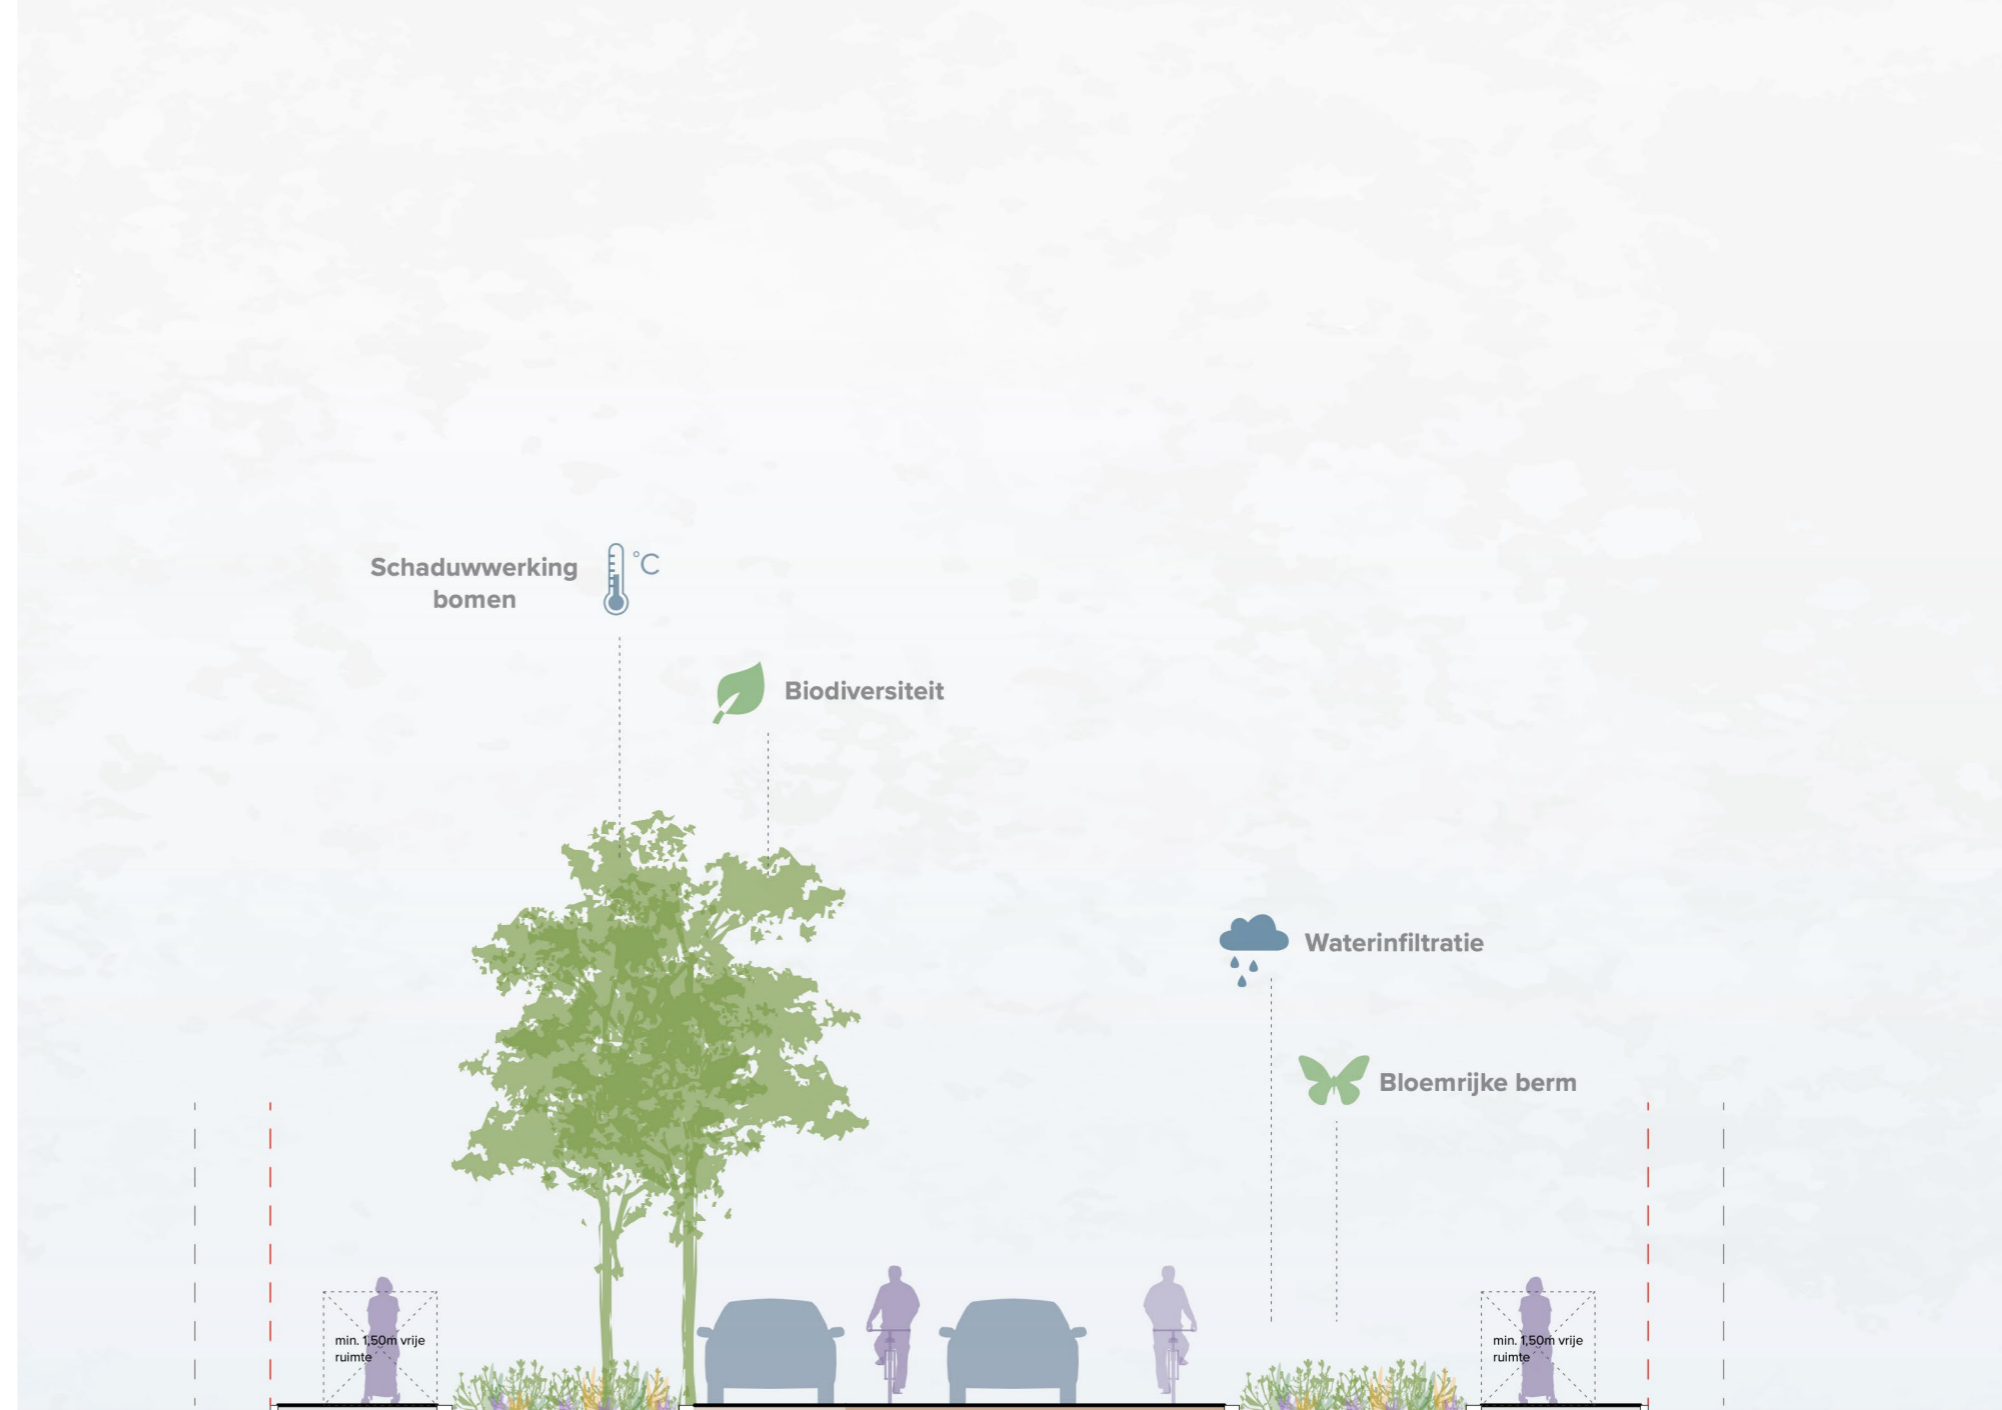 Schaduwwerking
bomen
°C
Biodiversiteit
Waterinfiltratie
Bloemrijke berm
min. 1,50m vrije
ruimte
min. 1,50m vrije
ruimte